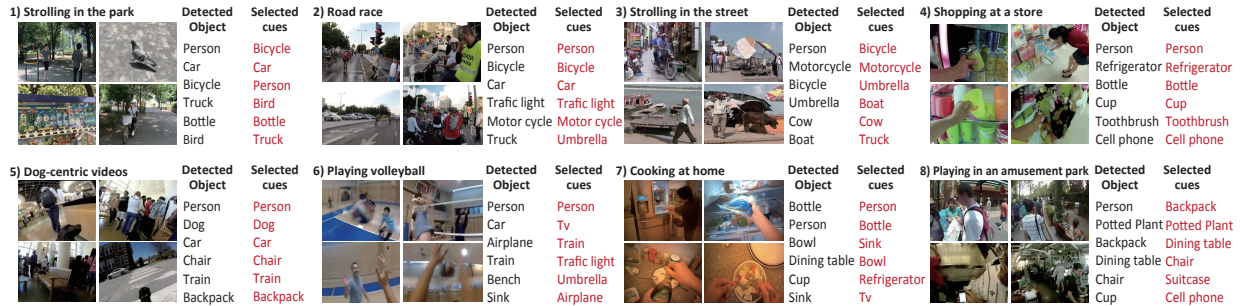 1) Strolling in the park
Detected Object Selected cues
Person Bicycle
Car Car
Bicycle Person
Truck Bird
Bottle Bottle
Bird Truck
2) Road race
Detected Object Selected cues
Person Person
Bicycle Bicycle
Car Car
Trafic light Trafic light
Motor cycle Motor cycle
Truck Umbrella
3) Strolling in the street
Detected Object Selected cues
Person Bicycle
Motorcycle Motorcycle
Bicycle Umbrella
Umbrella Boat
Cow Cow
Boat Truck
4) Shopping at a store
Detected Object Selected cues
Person Person
Refrigerator Refrigerator
Bottle Bottle
Cup Cup
Toothbrush Toothbrush
Cell phone Cell phone
5) Dog-centric videos
Detected Object Selected cues
Person Person
Dog Dog
Car Car
Chair Chair
Train Train
Backpack Backpack
6) Playing volleyball
Detected Object Selected cues
Person Person
Car Tv
Airplane Train
Train Trafic light
Bench Umbrella
Sink Airplane
7) Cooking at home
Detected Object Selected cues
Bottle Person
Person Bottle
Bowl Sink
Dining table Bowl
Cup Refrigerator
Sink Tv
8) Playing in an amusement park
Detected Object Selected cues
Person Backpack
Potted Plant Potted Plant
Backpack Dining table
Dining table Chair
Chair Suitcase
Cup Cell phone